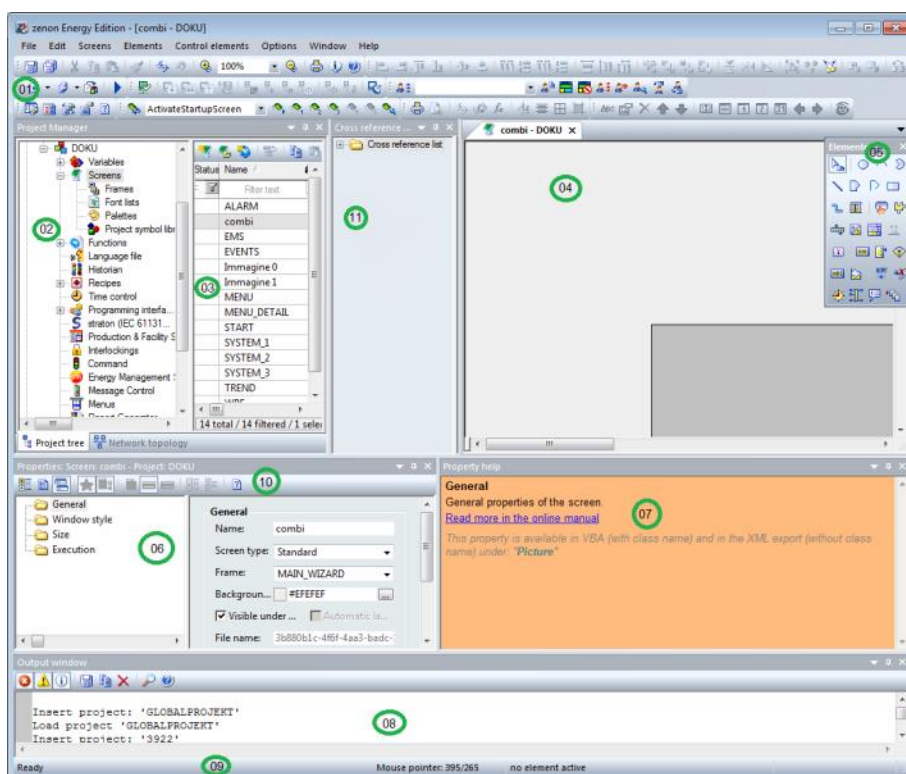 zenon Energy Edition - [combi - DOKU]
File Edit Screens Elements Control elements Options Window Help
100%
01
ActivateStartupScreen
Project Manager
DOKU
Variables
Screens
Frames
Font lists
Palettes
Project symbol libr
02
Functions
Language file
Historian
Recipes
Time control
Programming interfa...
straton (IEC 61131...
Production & Facility S
Interlockings
Command
Energy Management S
Message Control
Menus
Project tree
Network topology
Status Name
Filter text
ALARM
combi
EMS
EVENTS
Immagine 0
Immagine 1
03
MENU
MENU_DETAIL
START
SYSTEM_1
SYSTEM_2
SYSTEM_3
TREND
14 total / 14 filtered / 1 selec
Cross reference ...
Cross reference list
11
combi - DOKU
04
05
Properties: Screen: combi - Project: DOKU
10
General
Window style
Size
Execution
06
General
Name: combi
Screen type: Standard
Frame: MAIN_WIZARD
Backgroun... #EFEFEF
Visible under ... Automatic la...
File name: 3b880b1c-4f6f-4aa3-badc-
Property help
General
General properties of the screen.
Read more in the online manual
07
This property is available in VBA (with class name) and in the XML export (without class
name) under: "Picture"
Output window
Insert project: 'GLOBALPROJEKT'
Load project 'GLOBALPROJEKT'
Insert project: '3922'
08
Ready
09
Mouse pointer: 395/265
no element active